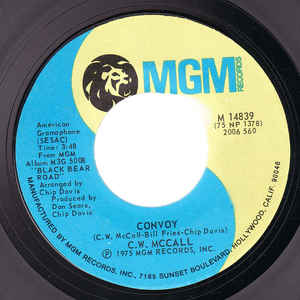 MGM
RECORDS
M 14839
(75 NP 1378)
2006 560
American
Gramaphone
(SESAC)
Time: 3:48
From MGM
Album M3G 5008
"BLACK BEAR
ROAD"
Arranged by
Chip Davis
Produced by
Don Sears,
Chip Davis
CONVOY
(C.W. McCall-Bill Fries-Chip Davis)
C.W. McCALL
℗ 1975 MGM RECORDS, INC.
MANUFACTURED BY MGM RECORDS, INC., 7165 SUNSET BOULEVARD, HOLLYWOOD, CALIF. 90046